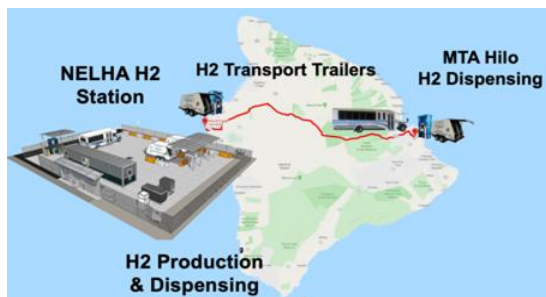 NELHA H2
Station
H2 Transport Trailers
MTA Hilo
H2 Dispensing
H2 Production
& Dispensing